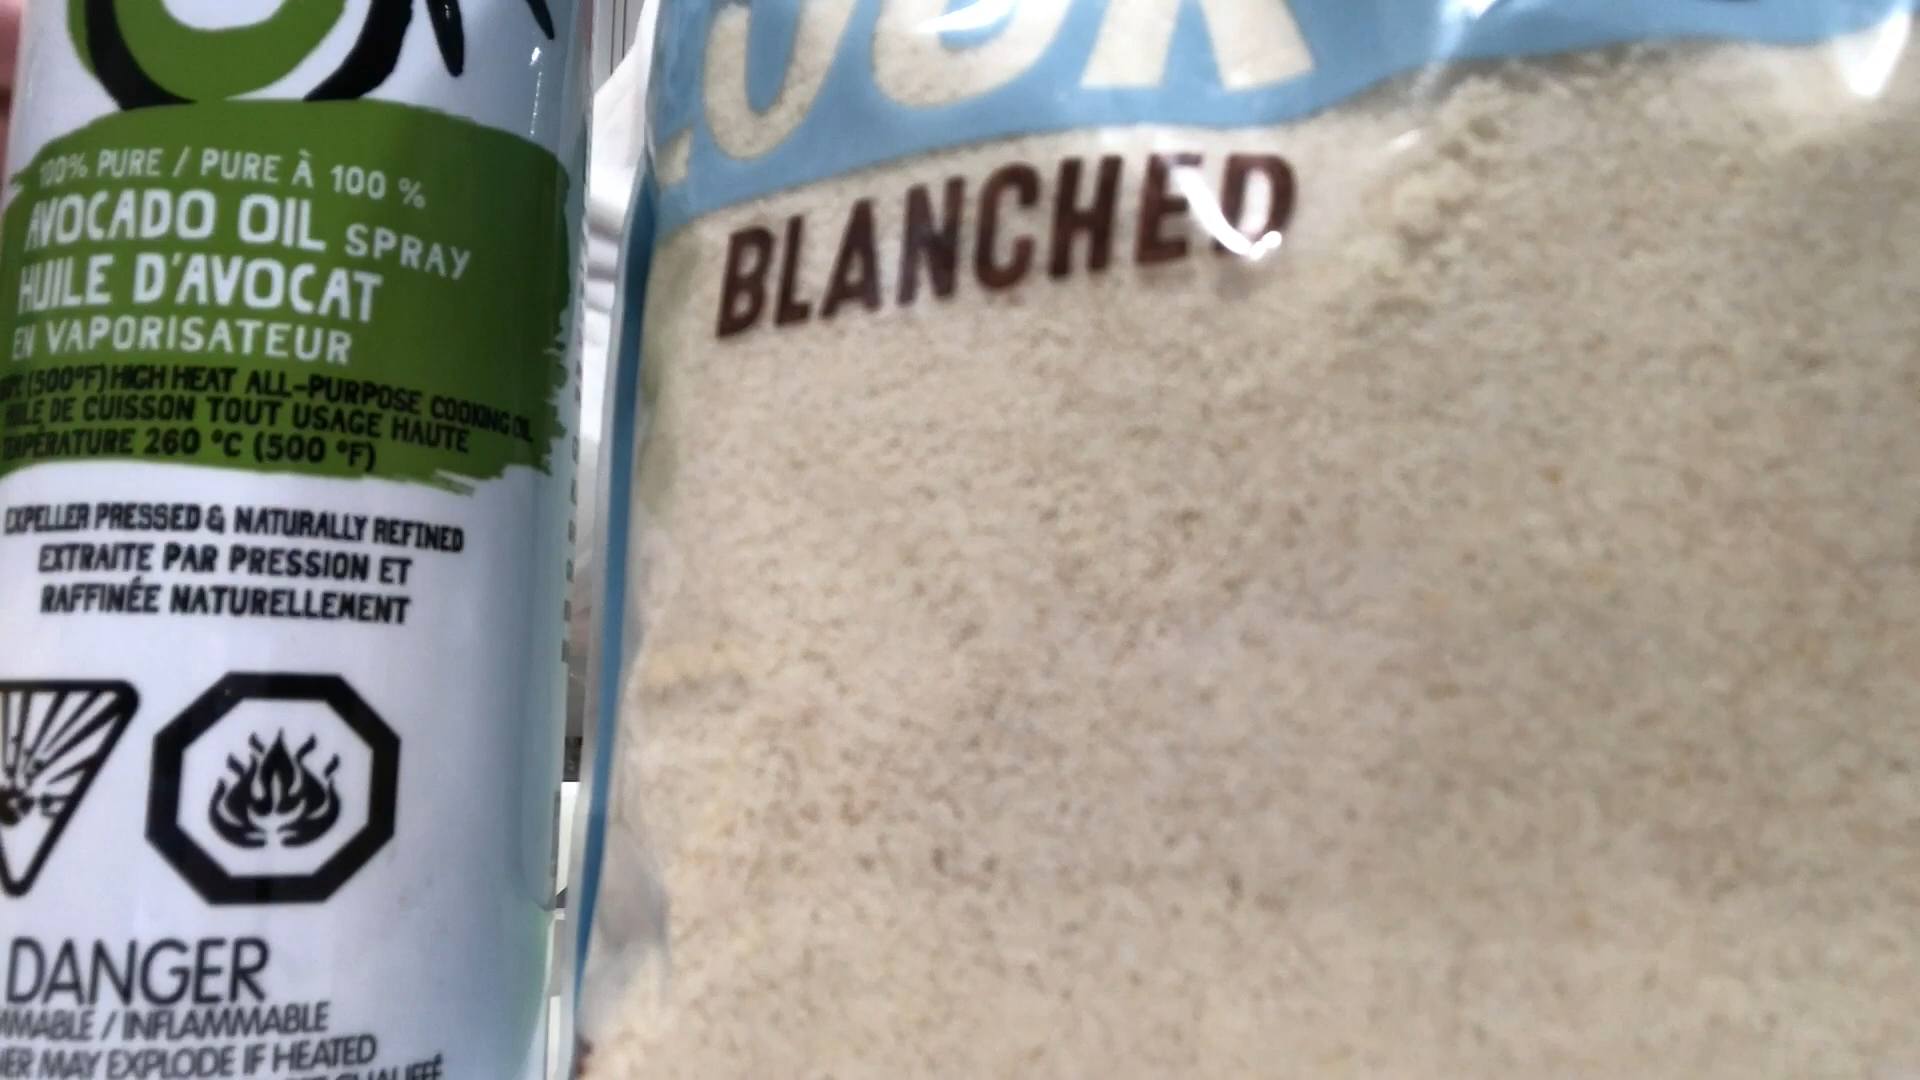 100% PURE / PURE À 100 %
AVOCADO OIL SPRAY
HUILE D'AVOCAT
EN VAPORISATEUR
(500°F) HIGH HEAT ALL-PURPOSE COOKING OIL
HUILE DE CUISSON TOUT USAGE HAUTE
TEMPÉRATURE 260 °C (500 °F)
EXPELLER PRESSED & NATURALLY REFINED
EXTRAITE PAR PRESSION ET
RAFFINÉE NATURELLEMENT
DANGER
/ INFLAMMABLE
MAY EXPLODE IF HEATED
BLANCHED